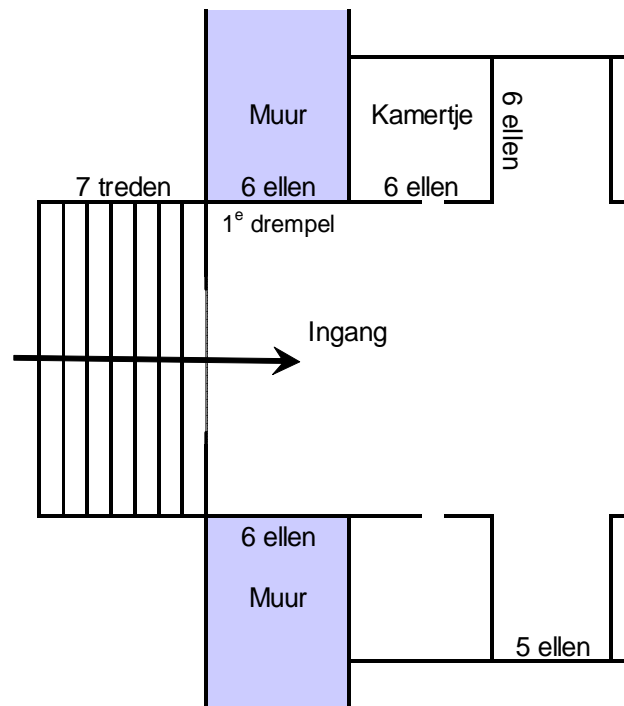 Muur
Kamertje
6 ellen
7 treden
6 ellen
6 ellen
1e drempel
Ingang
6 ellen
Muur
5 ellen